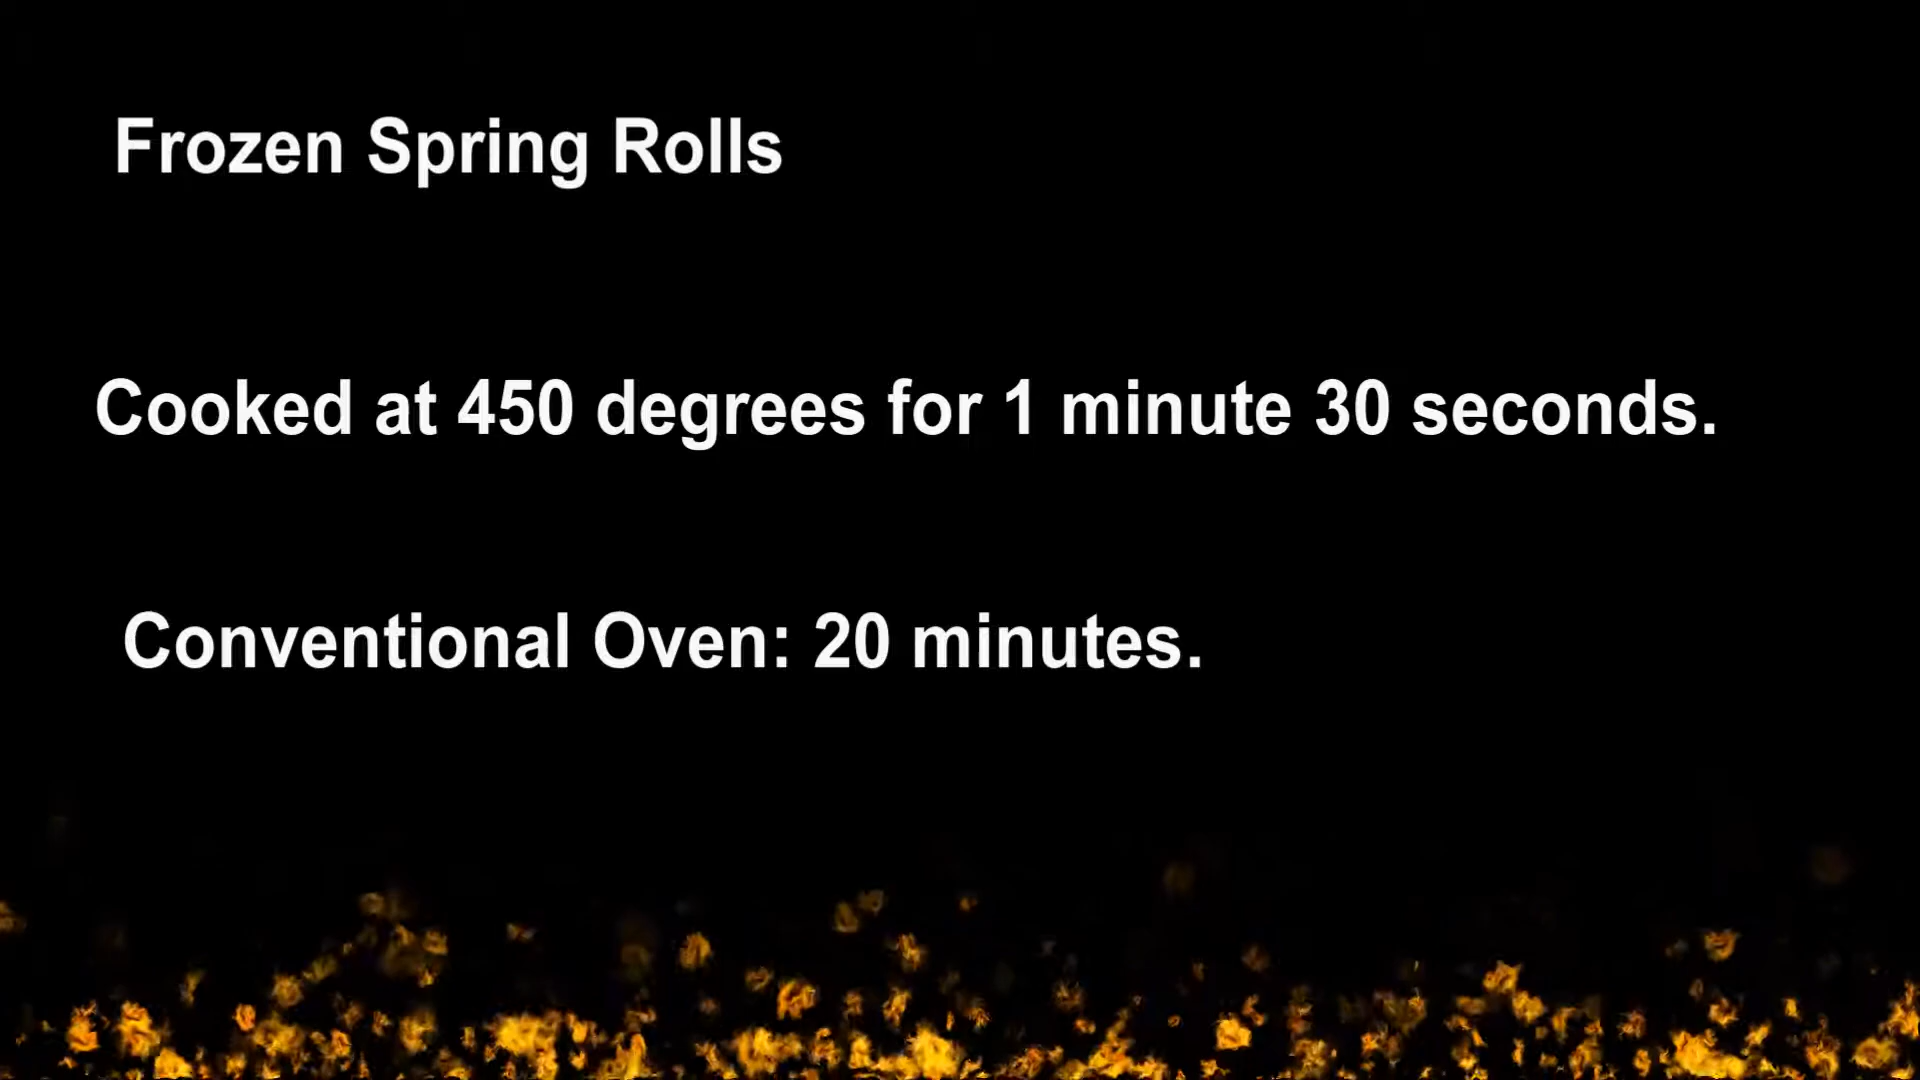 Frozen Spring Rolls
Cooked at 450 degrees for 1 minute 30 seconds.
Conventional Oven: 20 minutes.